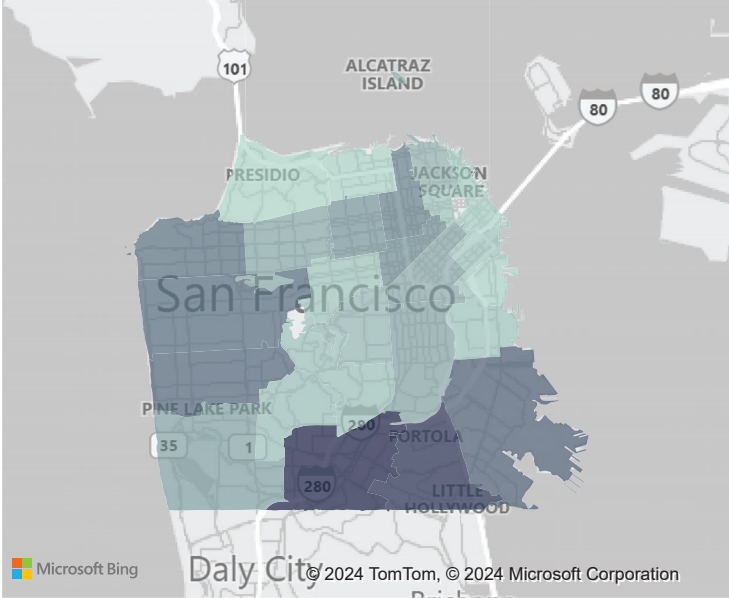 101
ALCATRAZ
ISLAND
80
80
PRESIDIO
JACKSON
SQUARE
San Francisco
PINE LAKE PARK
280
35
1
PORTOLA
280
LITTLE
HOLLYWOOD
Daly City
Microsoft Bing
© 2024 TomTom, © 2024 Microsoft Corporation